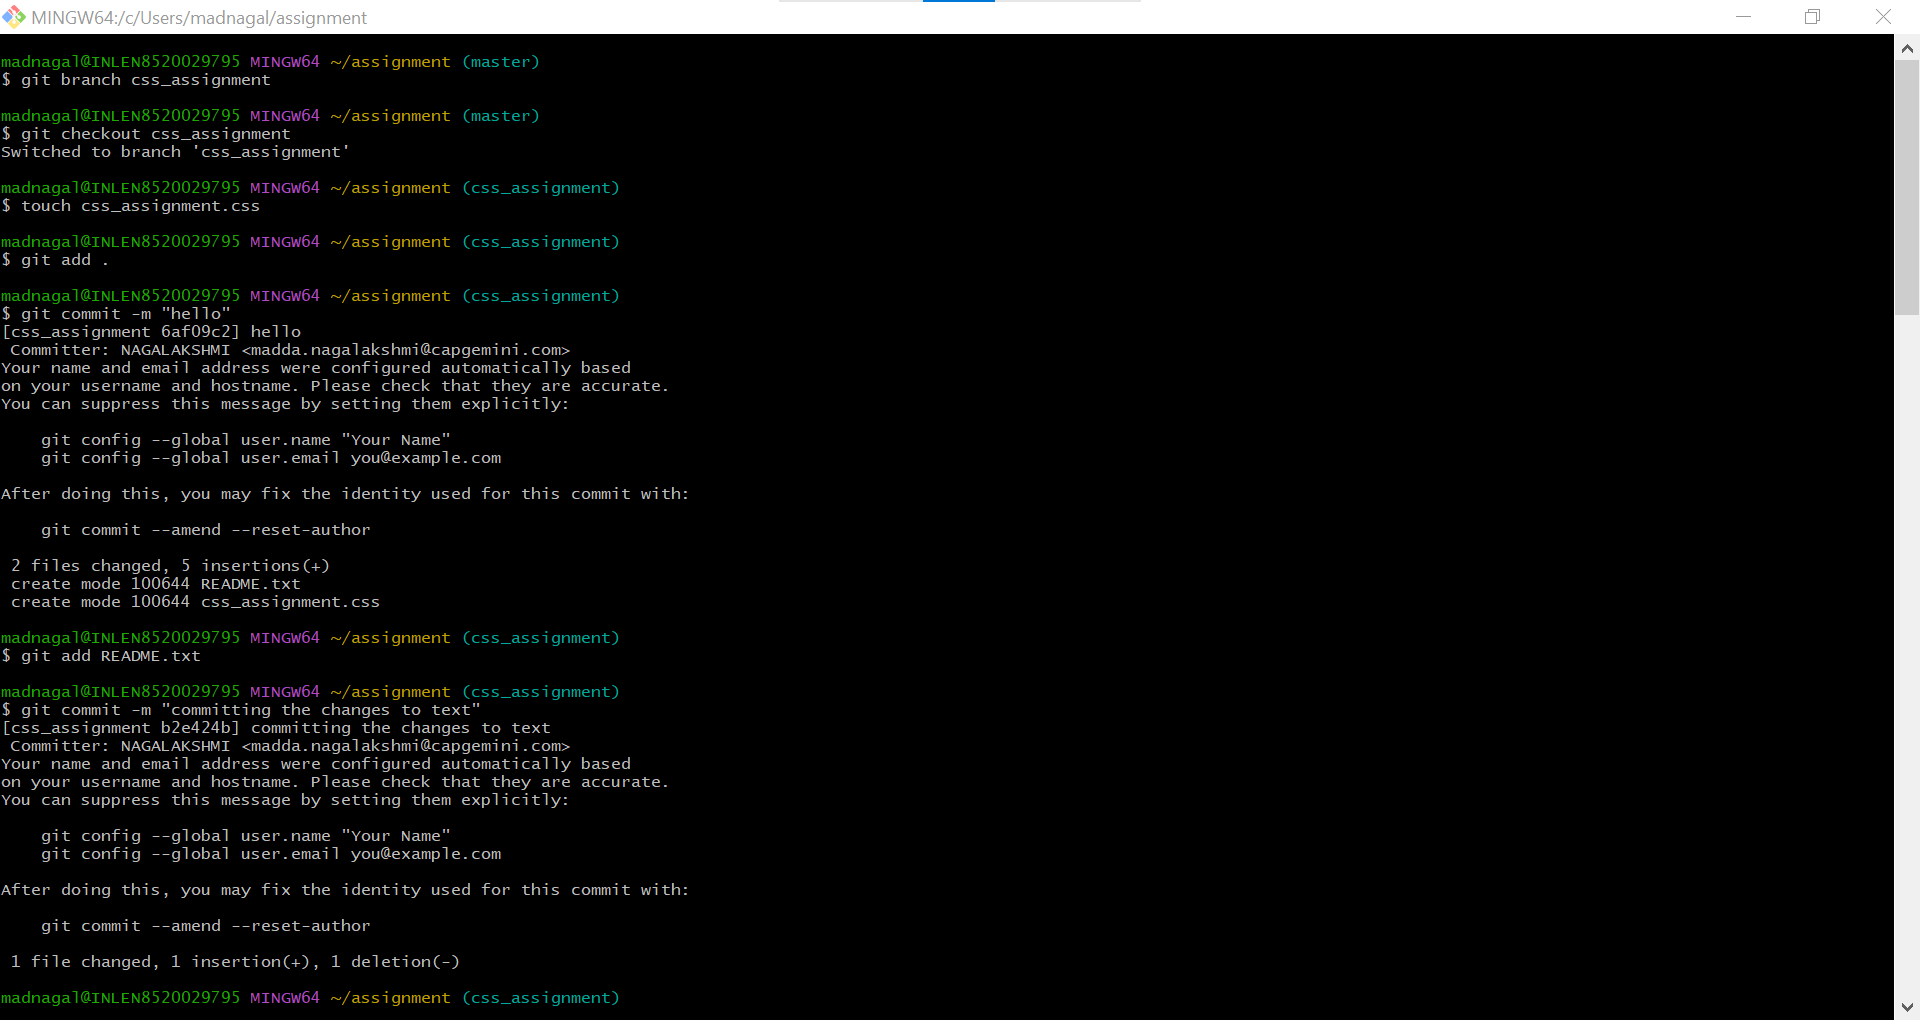 MINGW64:/c/Users/madnagal/assignment
madnagal@INLEN8520029795 MINGW64 ~/assignment (master)
$ git branch css_assignment
madnagal@INLEN8520029795 MINGW64 ~/assignment (master)
$ git checkout css_assignment
Switched to branch 'css_assignment'
madnagal@INLEN8520029795 MINGW64 ~/assignment (css_assignment)
$ touch css_assignment.css
madnagal@INLEN8520029795 MINGW64 ~/assignment (css_assignment)
$ git add .
madnagal@INLEN8520029795 MINGW64 ~/assignment (css_assignment)
$ git commit -m "hello"
[css_assignment 6af09c2] hello
 Committer: NAGALAKSHMI <madda.nagalakshmi@capgemini.com>
Your name and email address were configured automatically based
on your username and hostname. Please check that they are accurate.
You can suppress this message by setting them explicitly:
    git config --global user.name "Your Name"
    git config --global user.email you@example.com
After doing this, you may fix the identity used for this commit with:
    git commit --amend --reset-author
 2 files changed, 5 insertions(+)
 create mode 100644 README.txt
 create mode 100644 css_assignment.css
madnagal@INLEN8520029795 MINGW64 ~/assignment (css_assignment)
$ git add README.txt
madnagal@INLEN8520029795 MINGW64 ~/assignment (css_assignment)
$ git commit -m "committing the changes to text"
[css_assignment b2e424b] committing the changes to text
 Committer: NAGALAKSHMI <madda.nagalakshmi@capgemini.com>
Your name and email address were configured automatically based
on your username and hostname. Please check that they are accurate.
You can suppress this message by setting them explicitly:
    git config --global user.name "Your Name"
    git config --global user.email you@example.com
After doing this, you may fix the identity used for this commit with:
    git commit --amend --reset-author
 1 file changed, 1 insertion(+), 1 deletion(-)
madnagal@INLEN8520029795 MINGW64 ~/assignment (css_assignment)